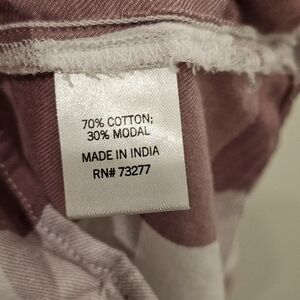 70% COTTON;
30% MODAL
MADE IN INDIA
RN# 73277